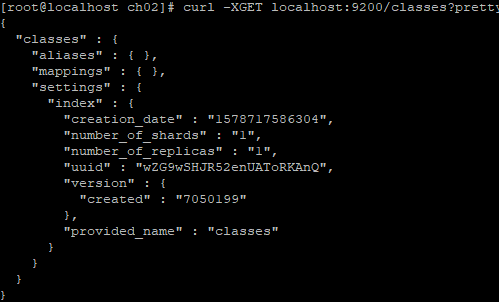 [root@localhost ch02]# curl -XGET localhost:9200/classes?pretty
{
  "classes" : {
    "aliases" : { },
    "mappings" : { },
    "settings" : {
      "index" : {
        "creation_date" : "1578717586304",
        "number_of_shards" : "1",
        "number_of_replicas" : "1",
        "uuid" : "wZG9wSHJR52enUAToRKAnQ",
        "version" : {
          "created" : "7050199"
        },
        "provided_name" : "classes"
      }
    }
  }
}